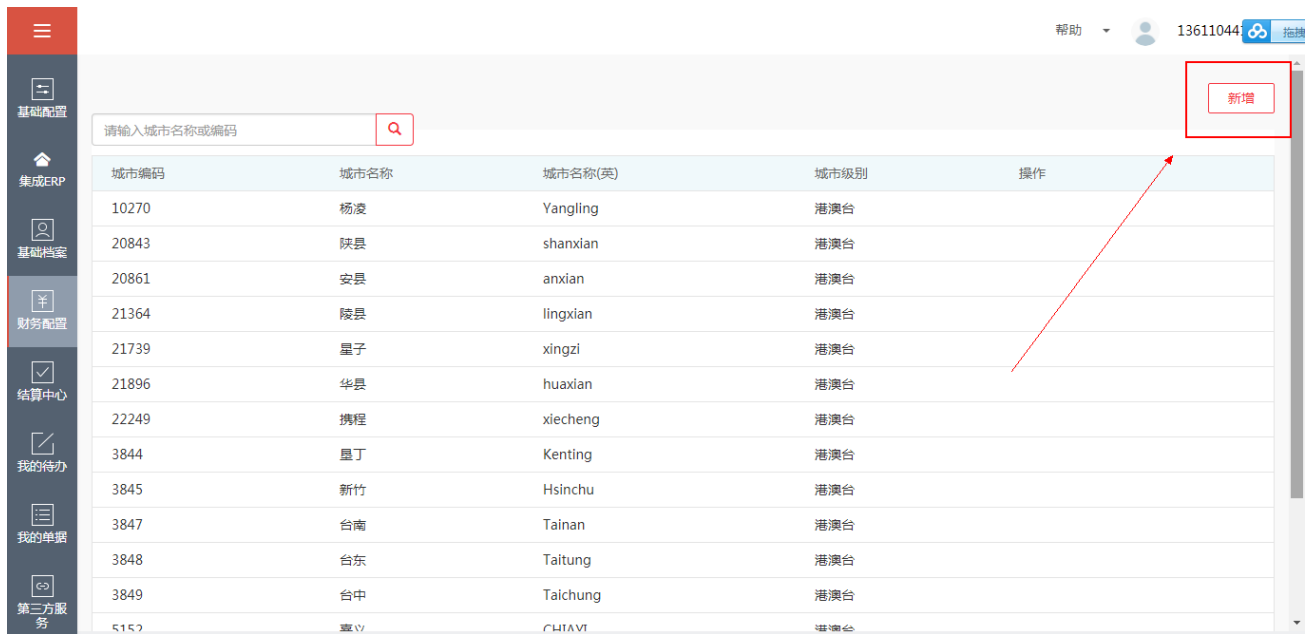 帮助
13611044
拖拽
基础配置
集成ERP
基础档案
财务配置
结算中心
我的待办
我的单据
第三方服
务
新增
请输入城市名称或编码
城市编码 城市名称 城市名称(英) 城市级别 操作
10270 杨凌 Yangling 港澳台
20843 陕县 shanxian 港澳台
20861 安县 anxian 港澳台
21364 陵县 lingxian 港澳台
21739 星子 xingzi 港澳台
21896 华县 huaxian 港澳台
22249 携程 xiecheng 港澳台
3844 垦丁 Kenting 港澳台
3845 新竹 Hsinchu 港澳台
3847 台南 Tainan 港澳台
3848 台东 Taitung 港澳台
3849 台中 Taichung 港澳台
5152 嘉义 CHIAYI 港澳台